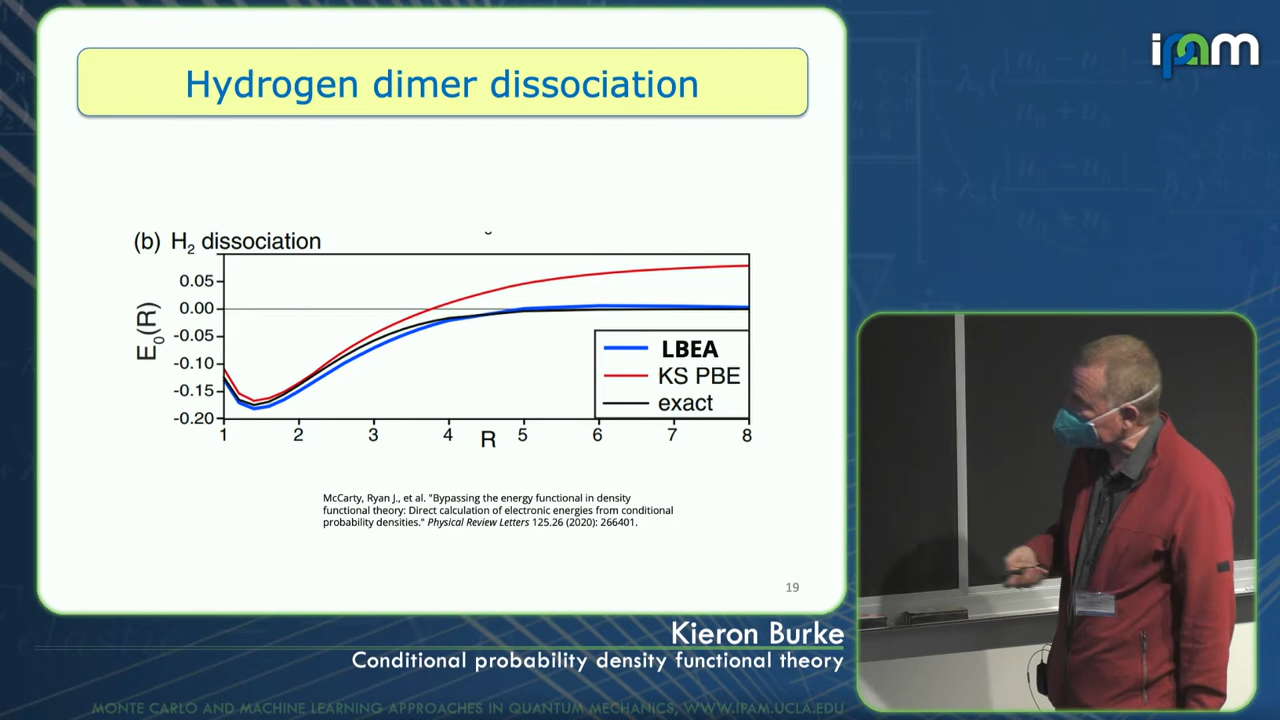 Hydrogen dimer dissociation
(b) H₂ dissociation
E₀(R)
0.05
0.00
-0.05
-0.10
-0.15
-0.20
LBEA
KS PBE
exact
1 2 3 4 5 6 7 8
R
McCarty, Ryan J., et al. "Bypassing the energy functional in density
functional theory: Direct calculation of electronic energies from conditional
probability densities." Physical Review Letters 125.26 (2020): 266401.
19
ipam
Kieron Burke
Conditional probability density functional theory
MONTE CARLO AND MACHINE LEARNING APPROACHES IN QUANTUM MECHANICS, WWW.IPAM.UCLA.EDU